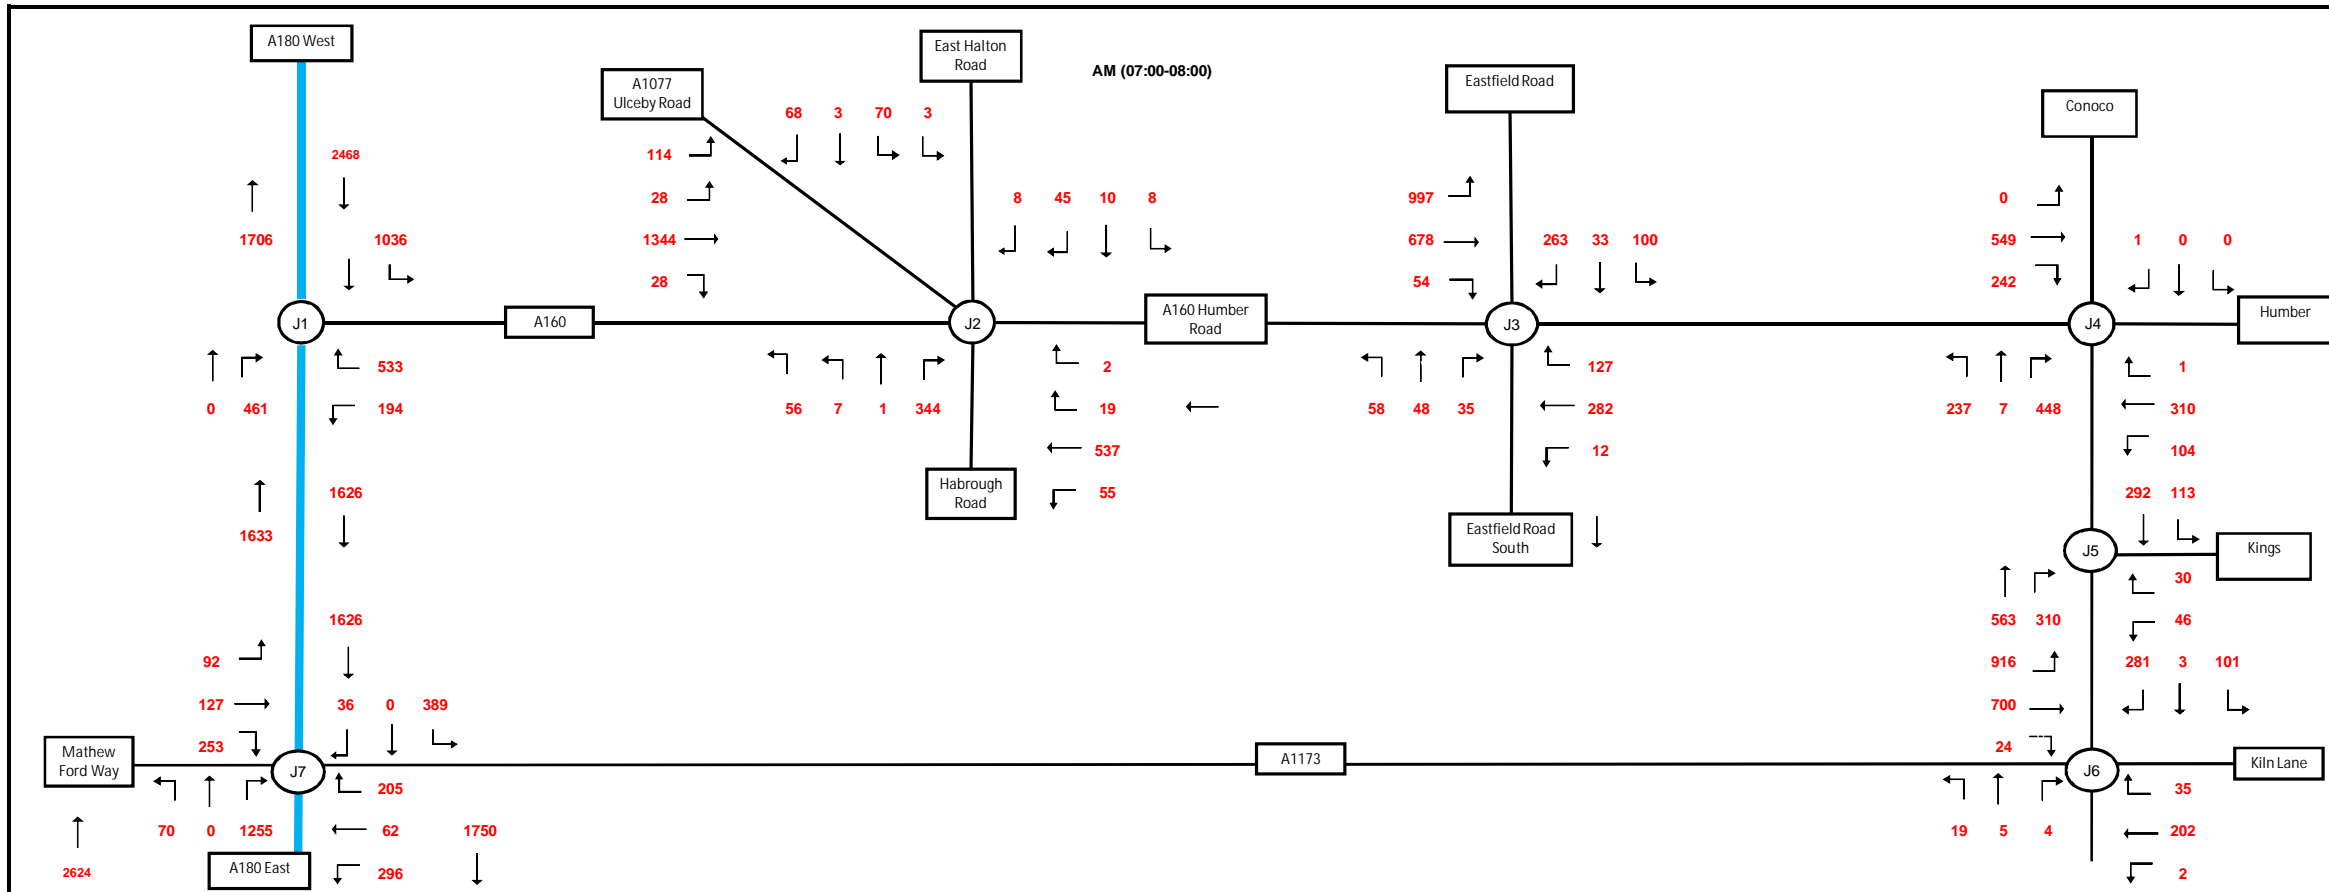 A180 West
East Halton
Road
AM (07:00-08:00)
A1077
Ulceby Road
Eastfield Road
Conoco
68 3 70 3
2468
114
28
8 45 10 8
997
0
1706
1036
1344
678
263 33 100
549
1 0 0
28
54
242
J1
A160
J2
A160 Humber
Road
J3
J4
Humber
533
2
127
1
0 461
194
56 7 1 344
19
58 48 35
282
237 7 448
310
537
12
104
1626
Habrough
Road
55
292 113
1633
Eastfield Road
South
J5
Kings
30
1626
563 310
46
92
916
281 3 101
127
36 0 389
700
253
24
Mathew
Ford Way
J7
A1173
J6
Kiln Lane
205
35
70 0 1255
62
1750
19 5 4
202
2624
A180 East
296
2